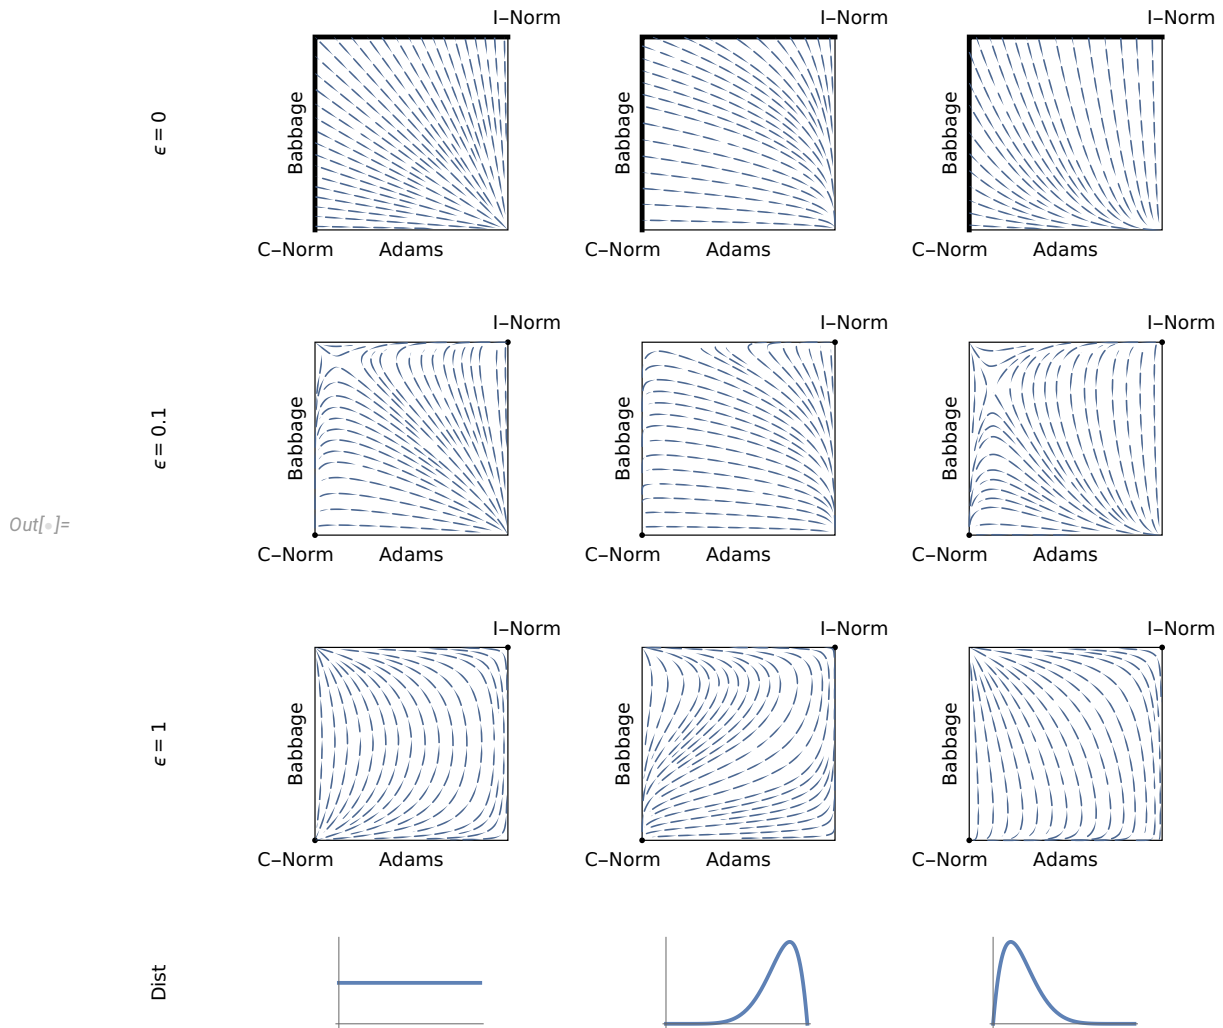 I–Norm I–Norm I–Norm
ϵ = 0 Babbage Babbage Babbage
C–Norm Adams C–Norm Adams C–Norm Adams
I–Norm I–Norm I–Norm
ϵ = 0.1 Babbage Babbage Babbage
Out[•]=
C–Norm Adams C–Norm Adams C–Norm Adams
I–Norm I–Norm I–Norm
ϵ = 1 Babbage Babbage Babbage
C–Norm Adams C–Norm Adams C–Norm Adams
Dist